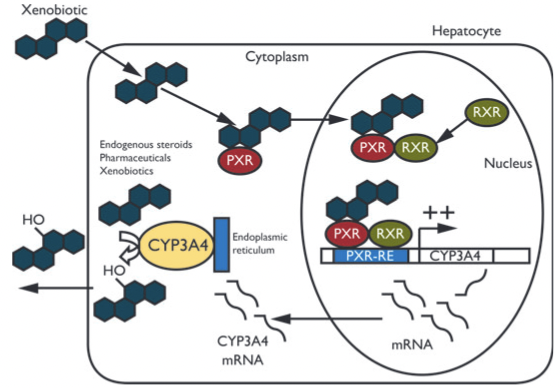 Xenobiotic
Hepatocyte
Cytoplasm
RXR
PXR
RXR
PXR
Nucleus
Endogenous steroids
Pharmaceuticals
Xenobiotics
PXR
RXR
++
HO
CYP3A4
Endoplasmic
reticulum
PXR-RE
CYP3A4
HO
CYP3A4
mRNA
mRNA